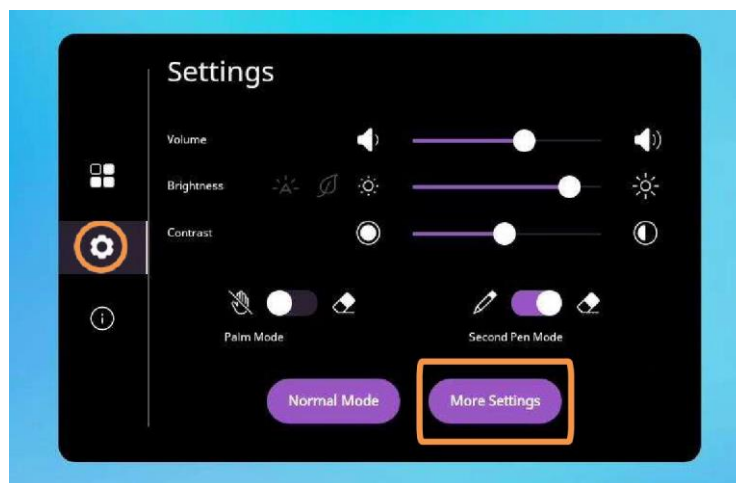 Settings
Volume
Brightness
Contrast
Palm Mode
Second Pen Mode
Normal Mode
More Settings